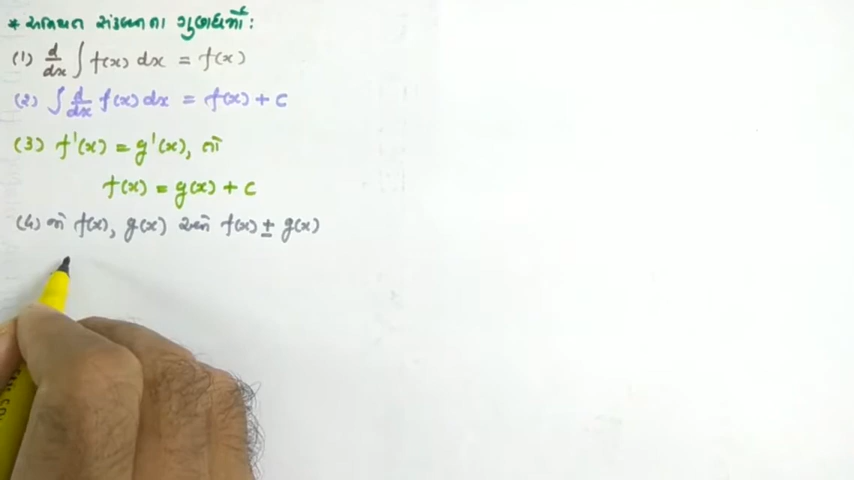 * અનિયત સંકલનના ગુણધર્મો :
(1) d/dx ∫ f(x) dx = f(x)
(2) ∫ d/dx f(x) dx = f(x) + c
(3) f'(x) = g'(x), તો
f(x) = g(x) + c
(4) જો f(x), g(x) અને f(x) ± g(x)